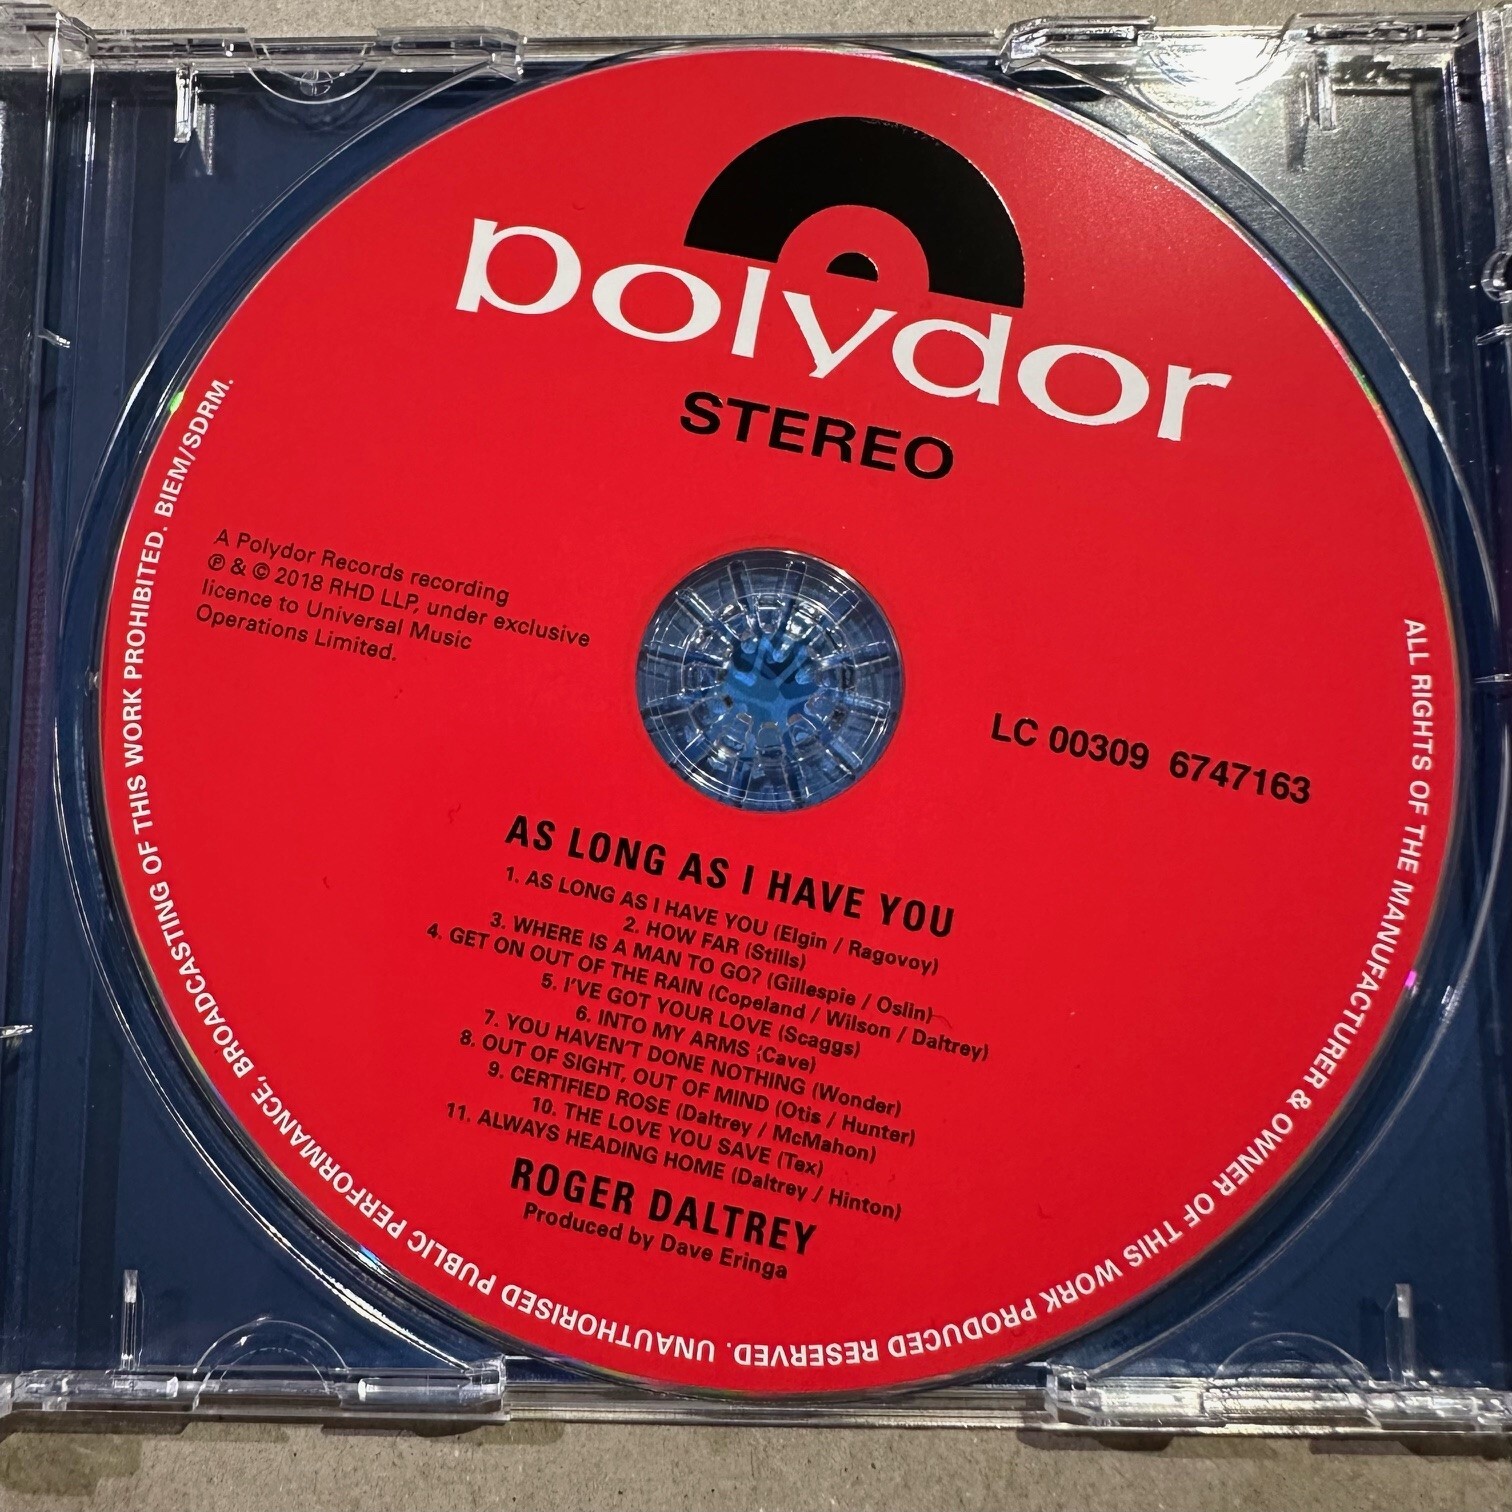 polydor
STEREO
A Polydor Records recording
℗ & © 2018 RHD LLP, under exclusive
licence to Universal Music
Operations Limited.
LC 00309 6747163
AS LONG AS I HAVE YOU
1. AS LONG AS I HAVE YOU (Elgin / Ragovoy)
2. HOW FAR (Stills)
3. WHERE IS A MAN TO GO? (Gillespie / Oslin)
4. GET ON OUT OF THE RAIN (Copeland / Wilson / Daltrey)
5. I'VE GOT YOUR LOVE (Scaggs)
6. INTO MY ARMS (Cave)
7. YOU HAVEN'T DONE NOTHING (Wonder)
8. OUT OF SIGHT, OUT OF MIND (Otis / Hunter)
9. CERTIFIED ROSE (Daltrey / McMahon)
10. THE LOVE YOU SAVE (Tex)
11. ALWAYS HEADING HOME (Daltrey / Hinton)
ROGER DALTREY
Produced by Dave Eringa
ALL RIGHTS OF THE MANUFACTURER & OWNER OF THIS WORK PRODUCED RESERVED. UNAUTHORISED PUBLIC PERFORMANCE, BROADCASTING OF THIS WORK PROHIBITED. BIEM/SDRM.